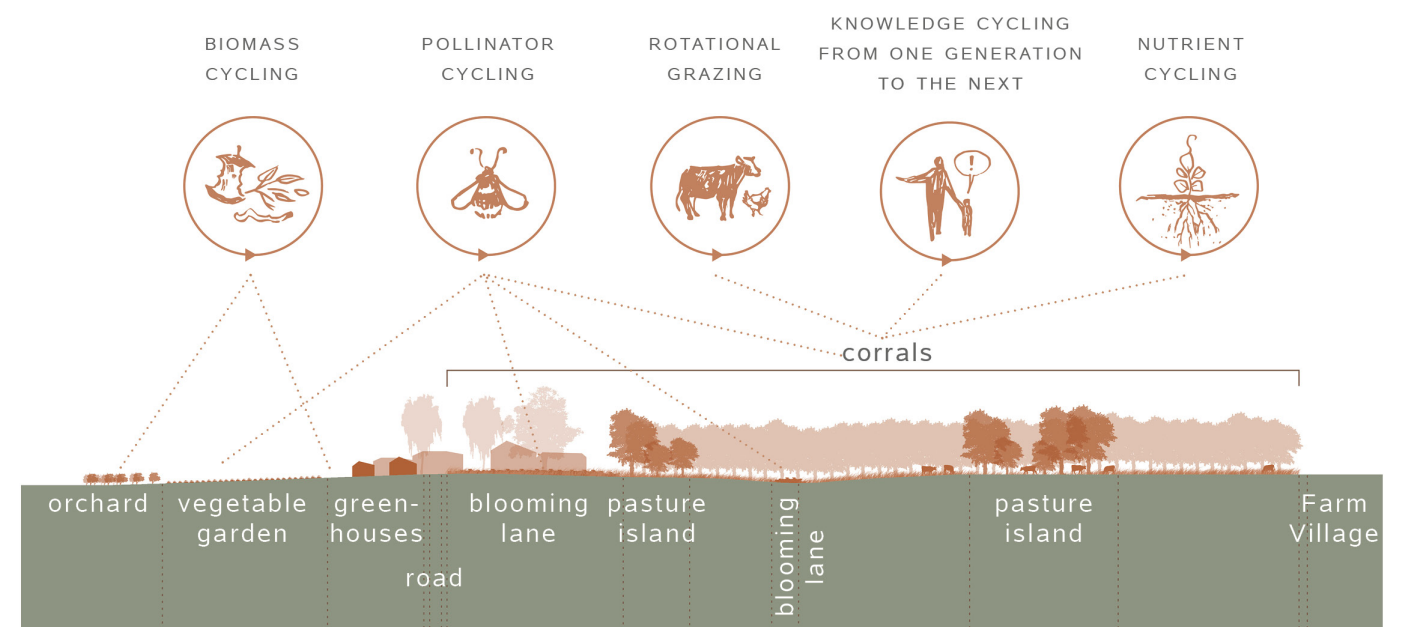 BIOMASS
CYCLING
POLLINATOR
CYCLING
ROTATIONAL
GRAZING
KNOWLEDGE CYCLING
FROM ONE GENERATION
TO THE NEXT
NUTRIENT
CYCLING
!
corrals
orchard
vegetable
garden
green-
houses
road
blooming
lane
pasture
island
blooming
lane
pasture
island
Farm
Village